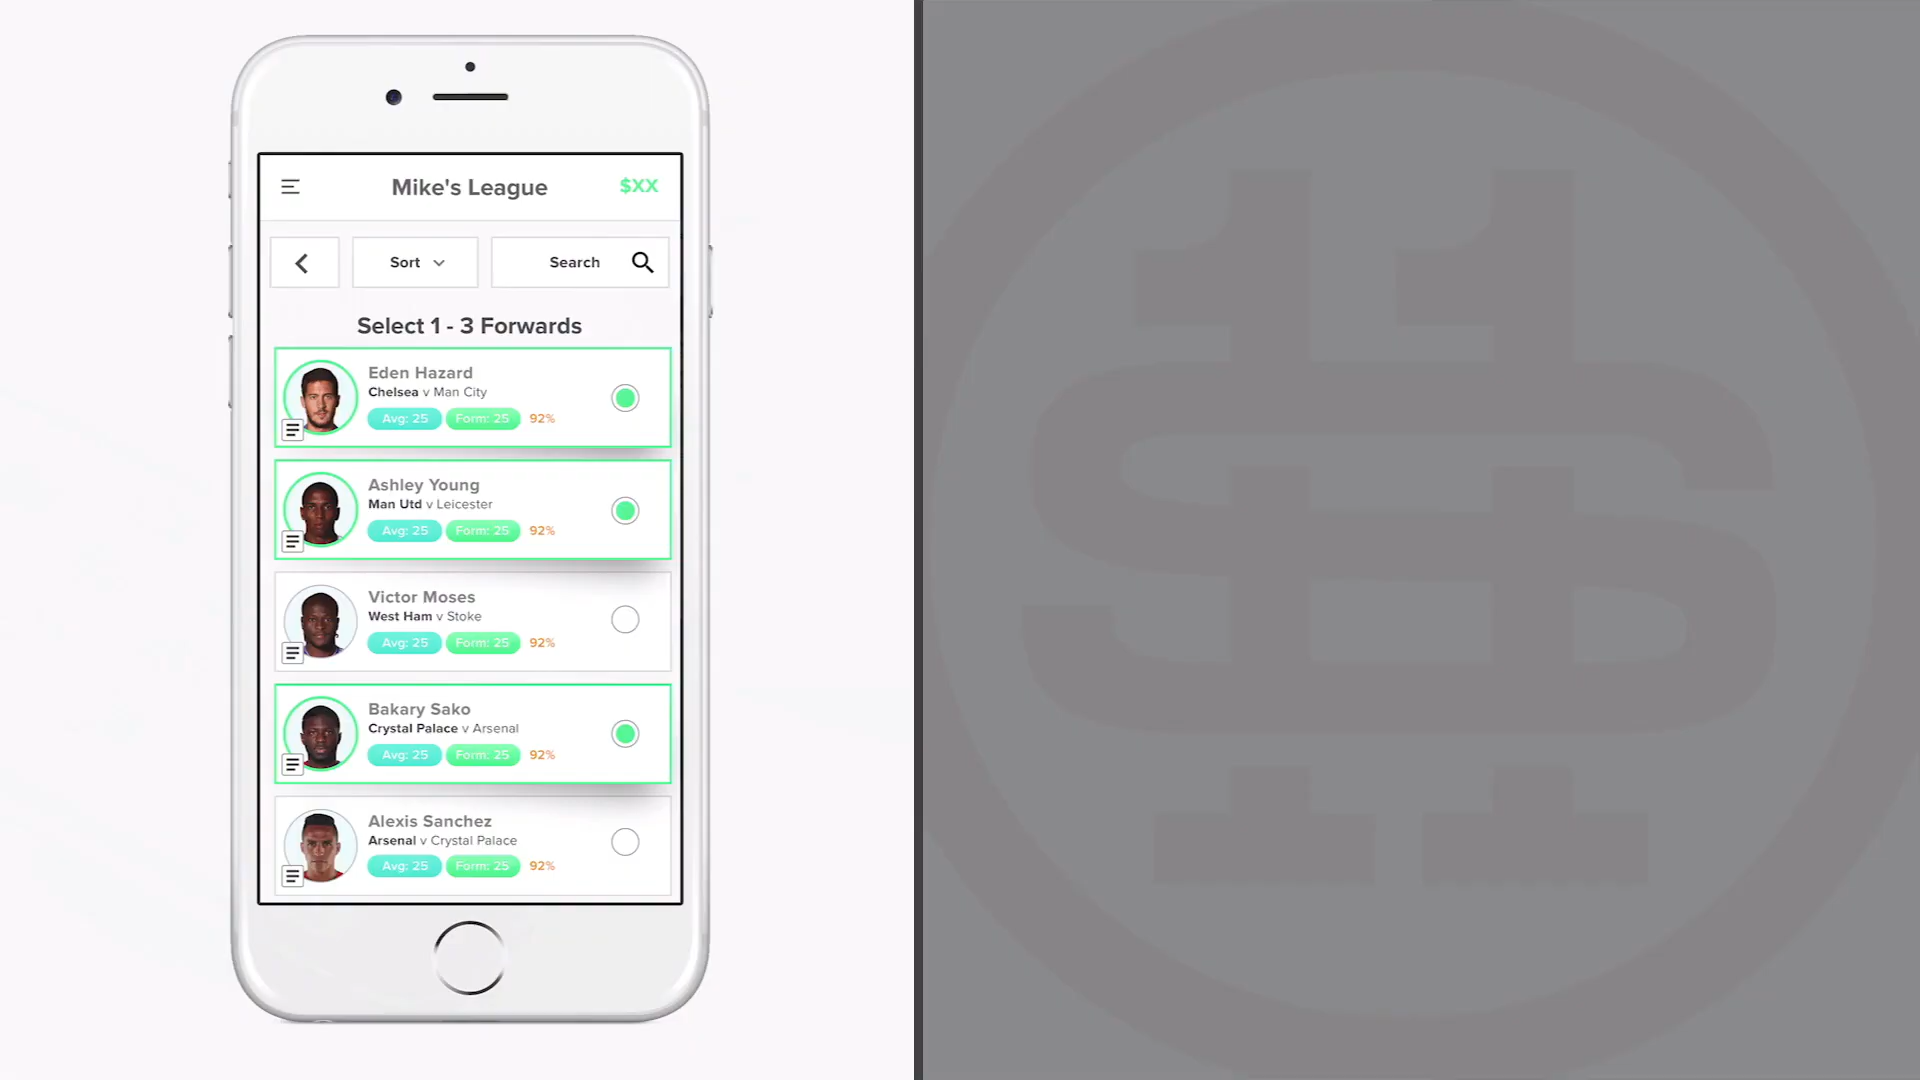 Mike's League
$XX
Sort
Search
Select 1 - 3 Forwards
Eden Hazard
Chelsea v Man City
Avg: 25 Form: 25 92%
Ashley Young
Man Utd v Leicester
Avg: 25 Form: 25 92%
Victor Moses
West Ham v Stoke
Avg: 25 Form: 25 92%
Bakary Sako
Crystal Palace v Arsenal
Avg: 25 Form: 25 92%
Alexis Sanchez
Arsenal v Crystal Palace
Avg: 25 Form: 25 92%